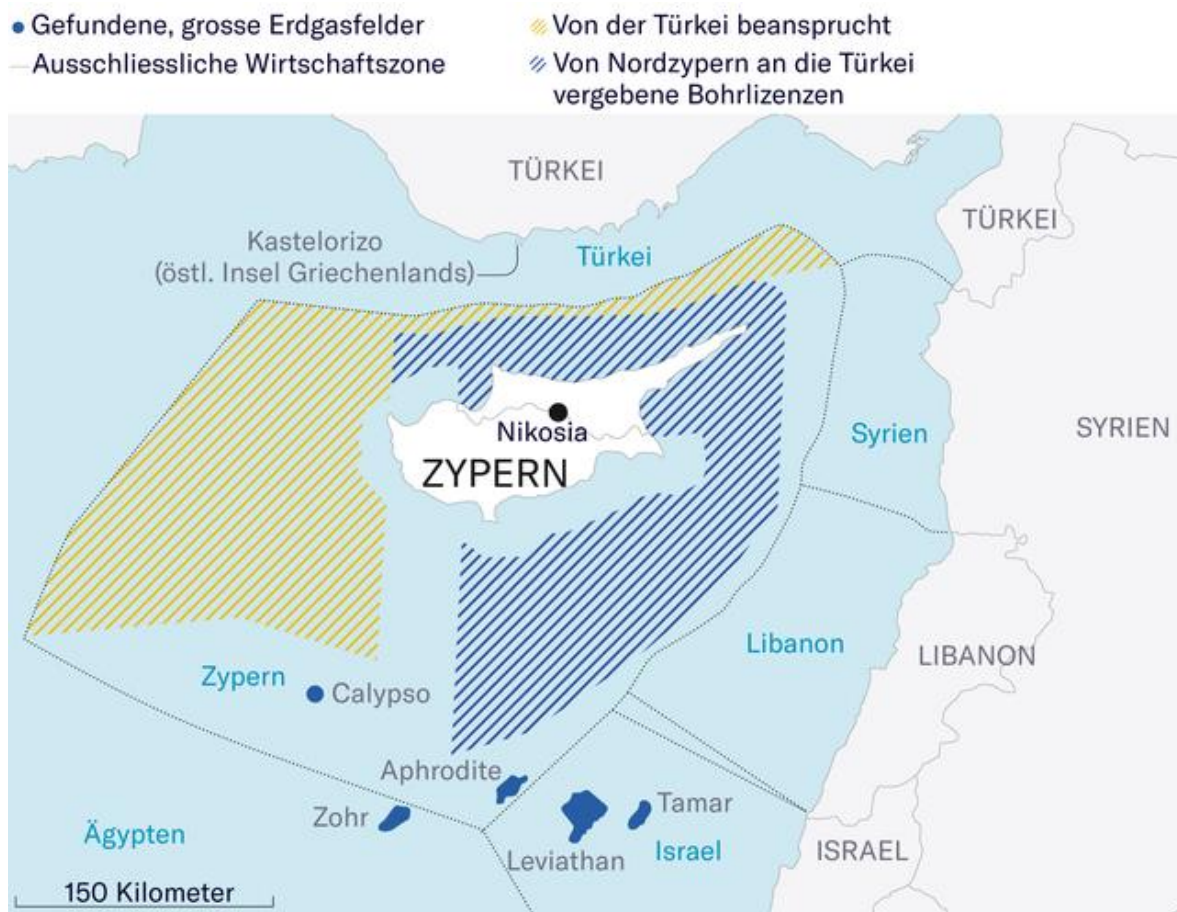 Gefundene, grosse Erdgasfelder
Ausschliessliche Wirtschaftszone
Von der Türkei beansprucht
Von Nordzypern an die Türkei
vergebene Bohrlizenzen
TÜRKEI
TÜRKEI
Kastelorizo
(östl. Insel Griechenlands)
Türkei
Nikosia
ZYPERN
Syrien
SYRIEN
Libanon
LIBANON
Zypern
Calypso
Aphrodite
Zohr
Tamar
Ägypten
Leviathan
Israel
ISRAEL
150 Kilometer